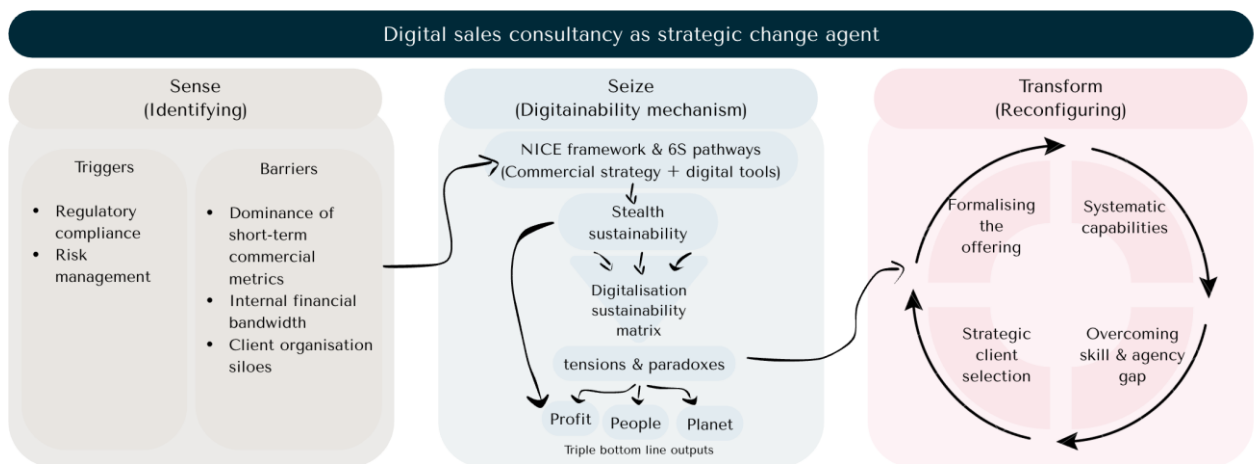 Digital sales consultancy as strategic change agent
Sense
(Identifying)
Triggers
• Regulatory
compliance
• Risk
management
Barriers
• Dominance of
short-term
commercial
metrics
• Internal financial
bandwidth
• Client organisation
siloes
Seize
(Digitainability mechanism)
NICE framework & 6S pathways
(Commercial strategy + digital tools)
Stealth
sustainability
Digitalisation
sustainability
matrix
tensions & paradoxes
Profit
People
Planet
Triple bottom line outputs
Transform
(Reconfiguring)
Formalising
the
offering
Systematic
capabilities
Strategic
client
selection
Overcoming
skill & agency
gap